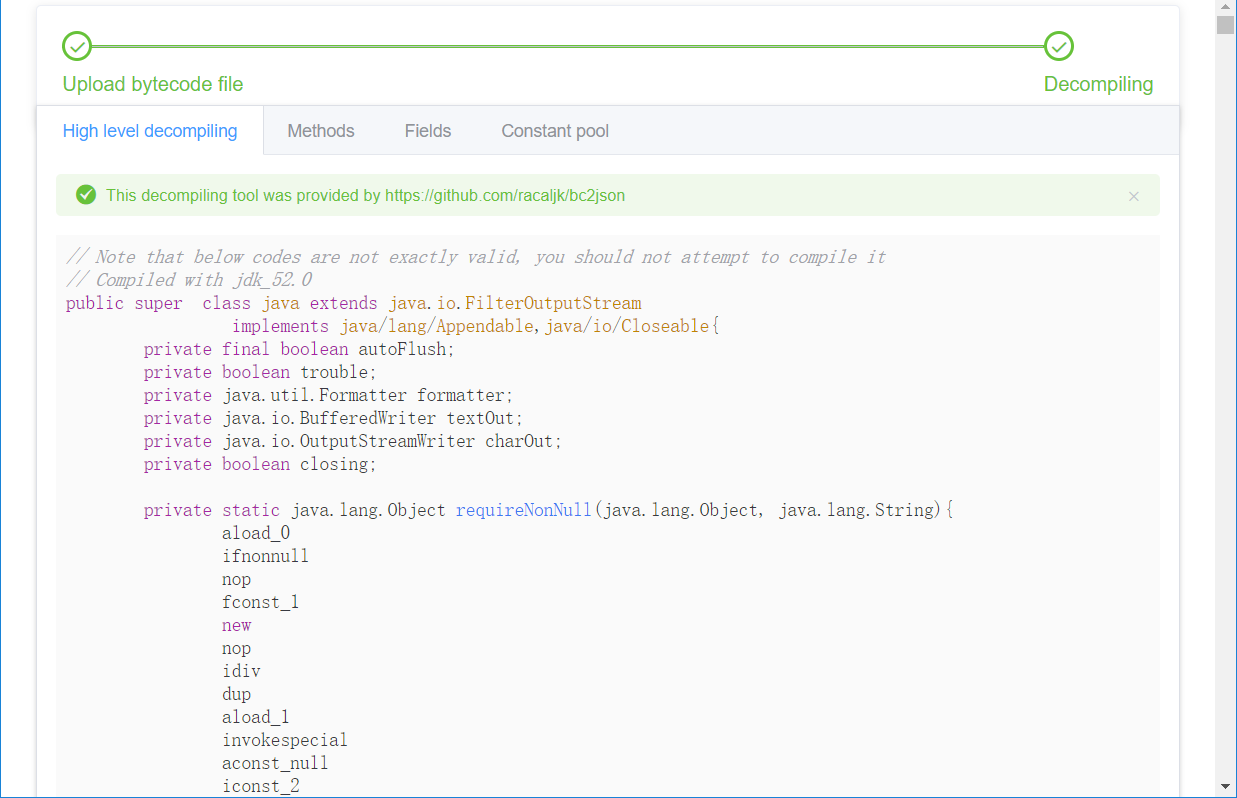 Upload bytecode file
Decompiling
High level decompiling Methods Fields Constant pool
This decompiling tool was provided by https://github.com/racaljk/bc2json
// Note that below codes are not exactly valid, you should not attempt to compile it
// Compiled with jdk_52.0
public super  class java extends java.io.FilterOutputStream
                 implements java/lang/Appendable,java/io/Closeable{
        private final boolean autoFlush;
        private boolean trouble;
        private java.util.Formatter formatter;
        private java.io.BufferedWriter textOut;
        private java.io.OutputStreamWriter charOut;
        private boolean closing;

        private static java.lang.Object requireNonNull(java.lang.Object, java.lang.String){
                aload_0
                ifnonnull
                nop
                fconst_1
                new
                nop
                idiv
                dup
                aload_1
                invokespecial
                aconst_null
                iconst_2